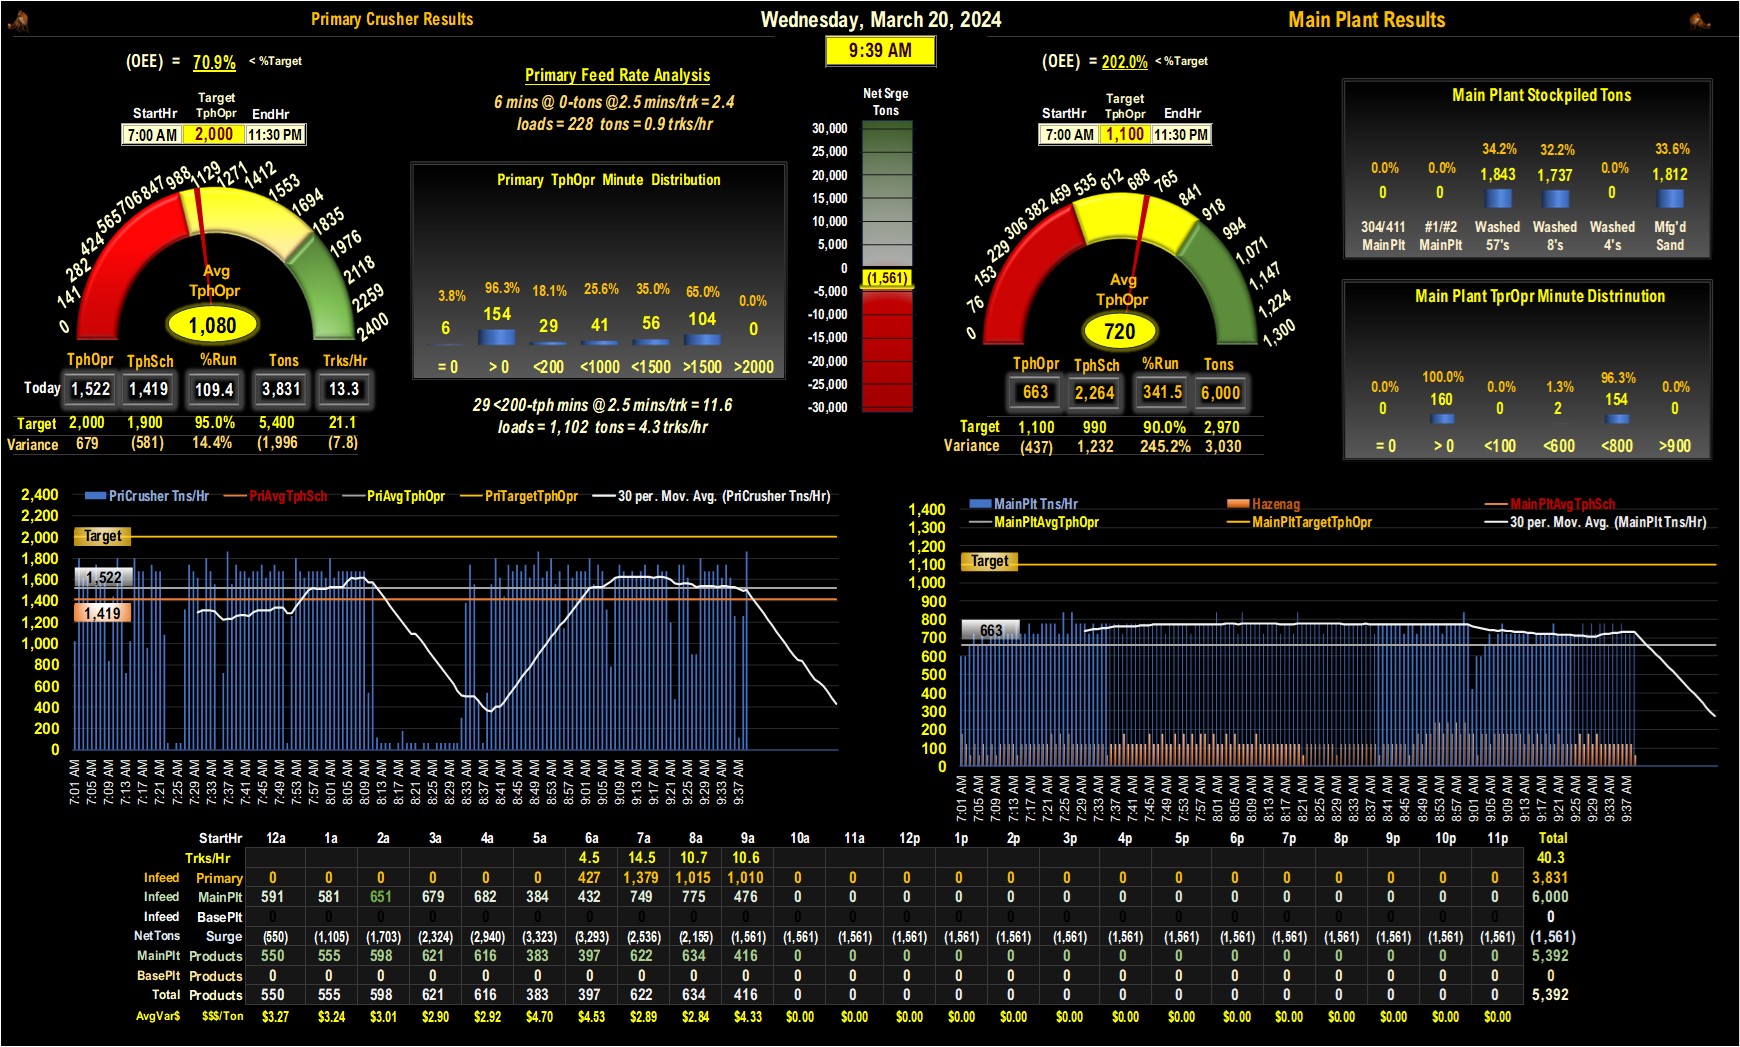 Primary Crusher Results
Wednesday, March 20, 2024
Main Plant Results
9:39 AM
(OEE) = 70.9% < %Target
Target
StartHr TphOpr EndHr
7:00 AM 2,000 11:30 PM
0 141 282 424 565 706 847 988 1129 1271 1412 1553 1694 1835 1976 2118 2259 2400
Avg
TphOpr
1,080
TphOpr TphSch %Run Tons Trks/Hr
Today 1,522 1,419 109.4 3,831 13.3
Target 2,000 1,900 95.0% 5,400 21.1
Variance 679 (581) 14.4% (1,996 (7.8)
Primary Feed Rate Analysis
6 mins @ 0-tons @2.5 mins/trk = 2.4
loads = 228 tons = 0.9 trks/hr
Primary TphOpr Minute Distribution
3.8% 96.3% 18.1% 25.6% 35.0% 65.0% 0.0%
6 154 29 41 56 104 0
= 0 > 0 <200 <1000 <1500 >1500 >2000
29 <200-tph mins @ 2.5 mins/trk = 11.6
loads = 1,102 tons = 4.3 trks/hr
Net Srge
Tons
30,000
25,000
20,000
15,000
10,000
5,000
0
(1,561)
-5,000
-10,000
-15,000
-20,000
-25,000
-30,000
(OEE) = 202.0% < %Target
Target
StartHr TphOpr EndHr
7:00 AM 1,100 11:30 PM
0 76 153 229 306 382 459 535 612 688 765 841 918 994 1,071 1,147 1,224 1,300
Avg
TphOpr
720
TphOpr TphSch %Run Tons
663 2,264 341.5 6,000
Target 1,100 990 90.0% 2,970
Variance (437) 1,232 245.2% 3,030
Main Plant Stockpiled Tons
0.0% 0.0% 34.2% 32.2% 0.0% 33.6%
0 0 1,843 1,737 0 1,812
304/411 #1/#2 Washed Washed Washed Mfg'd
MainPlt MainPlt 57's 8's 4's Sand
Main Plant TprOpr Minute Distrinution
0.0% 100.0% 0.0% 1.3% 96.3% 0.0%
0 160 0 2 154 0
= 0 > 0 <100 <600 <800 >900
PriCrusher Tns/Hr PriAvgTphSch PriAvgTphOpr PriTargetTphOpr 30 per. Mov. Avg. (PriCrusher Tns/Hr)
2,400
2,200
2,000
1,800
1,600
1,400
1,200
1,000
800
600
400
200
0
Target
1,522
1,419
7:01 AM 7:05 AM 7:09 AM 7:13 AM 7:17 AM 7:21 AM 7:25 AM 7:29 AM 7:33 AM 7:37 AM 7:41 AM 7:45 AM 7:49 AM 7:53 AM 7:57 AM 8:01 AM 8:05 AM 8:09 AM 8:13 AM 8:17 AM 8:21 AM 8:25 AM 8:29 AM 8:33 AM 8:37 AM 8:41 AM 8:45 AM 8:49 AM 8:53 AM 8:57 AM 9:01 AM 9:05 AM 9:09 AM 9:13 AM 9:17 AM 9:21 AM 9:25 AM 9:29 AM 9:33 AM 9:37 AM
MainPlt Tns/Hr Hazenag MainPltAvgTphSch
MainPltAvgTphOpr MainPltTargetTphOpr 30 per. Mov. Avg. (MainPlt Tns/Hr)
1,400
1,300
1,200
1,100
1,000
900
800
700
600
500
400
300
200
100
0
Target
663
7:01 AM 7:05 AM 7:09 AM 7:13 AM 7:17 AM 7:21 AM 7:25 AM 7:29 AM 7:33 AM 7:37 AM 7:41 AM 7:45 AM 7:49 AM 7:53 AM 7:57 AM 8:01 AM 8:05 AM 8:09 AM 8:13 AM 8:17 AM 8:21 AM 8:25 AM 8:29 AM 8:33 AM 8:37 AM 8:41 AM 8:45 AM 8:49 AM 8:53 AM 8:57 AM 9:01 AM 9:05 AM 9:09 AM 9:13 AM 9:17 AM 9:21 AM 9:25 AM 9:29 AM 9:33 AM 9:37 AM
StartHr 12a 1a 2a 3a 4a 5a 6a 7a 8a 9a 10a 11a 12p 1p 2p 3p 4p 5p 6p 7p 8p 9p 10p 11p Total
Trks/Hr 4.5 14.5 10.7 10.6 40.3
Infeed Primary 0 0 0 0 0 0 427 1,379 1,015 1,010 0 0 0 0 0 0 0 0 0 0 0 0 0 0 3,831
Infeed MainPlt 591 581 651 679 682 384 432 749 775 476 0 0 0 0 0 0 0 0 0 0 0 0 0 0 6,000
Infeed BasePlt 0 0 0 0 0 0 0 0 0 0 0 0 0 0 0 0 0 0 0 0 0 0 0 0 0
NetTons Surge (550) (1,105) (1,703) (2,324) (2,940) (3,323) (3,293) (2,536) (2,155) (1,561) (1,561) (1,561) (1,561) (1,561) (1,561) (1,561) (1,561) (1,561) (1,561) (1,561) (1,561) (1,561) (1,561) (1,561) (1,561)
MainPlt Products 550 555 598 621 616 383 397 622 634 416 0 0 0 0 0 0 0 0 0 0 0 0 0 0 5,392
BasePlt Products 0 0 0 0 0 0 0 0 0 0 0 0 0 0 0 0 0 0 0 0 0 0 0 0 0
Total Products 550 555 598 621 616 383 397 622 634 416 0 0 0 0 0 0 0 0 0 0 0 0 0 0 5,392
AvgVar$ $$$/Ton $3.27 $3.24 $3.01 $2.90 $2.92 $4.70 $4.53 $2.89 $2.84 $4.33 $0.00 $0.00 $0.00 $0.00 $0.00 $0.00 $0.00 $0.00 $0.00 $0.00 $0.00 $0.00 $0.00 $0.00